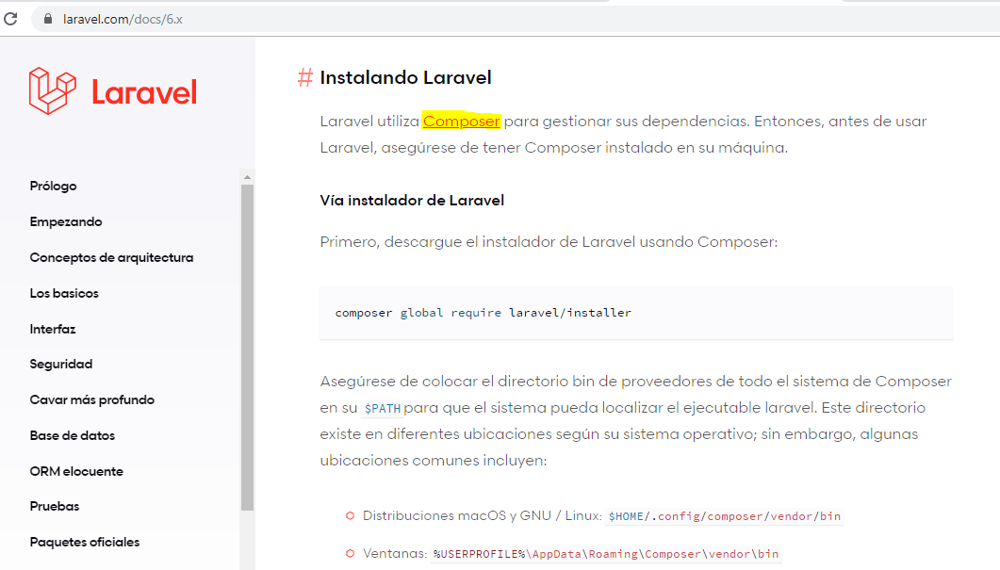 laravel.com/docs/6.x
Laravel
Prólogo
Empezando
Conceptos de arquitectura
Los basicos
Interfaz
Seguridad
Cavar más profundo
Base de datos
ORM elocuente
Pruebas
Paquetes oficiales
# Instalando Laravel
Laravel utiliza Composer para gestionar sus dependencias. Entonces, antes de usar
Laravel, asegúrese de tener Composer instalado en su máquina.
Vía instalador de Laravel
Primero, descargue el instalador de Laravel usando Composer:
composer global require laravel/installer
Asegúrese de colocar el directorio bin de proveedores de todo el sistema de Composer
en su $PATH para que el sistema pueda localizar el ejecutable laravel. Este directorio
existe en diferentes ubicaciones según su sistema operativo; sin embargo, algunas
ubicaciones comunes incluyen:
Distribuciones macOS y GNU / Linux: $HOME/.config/composer/vendor/bin
Ventanas: %USERPROFILE%\AppData\Roaming\Composer\vendor\bin